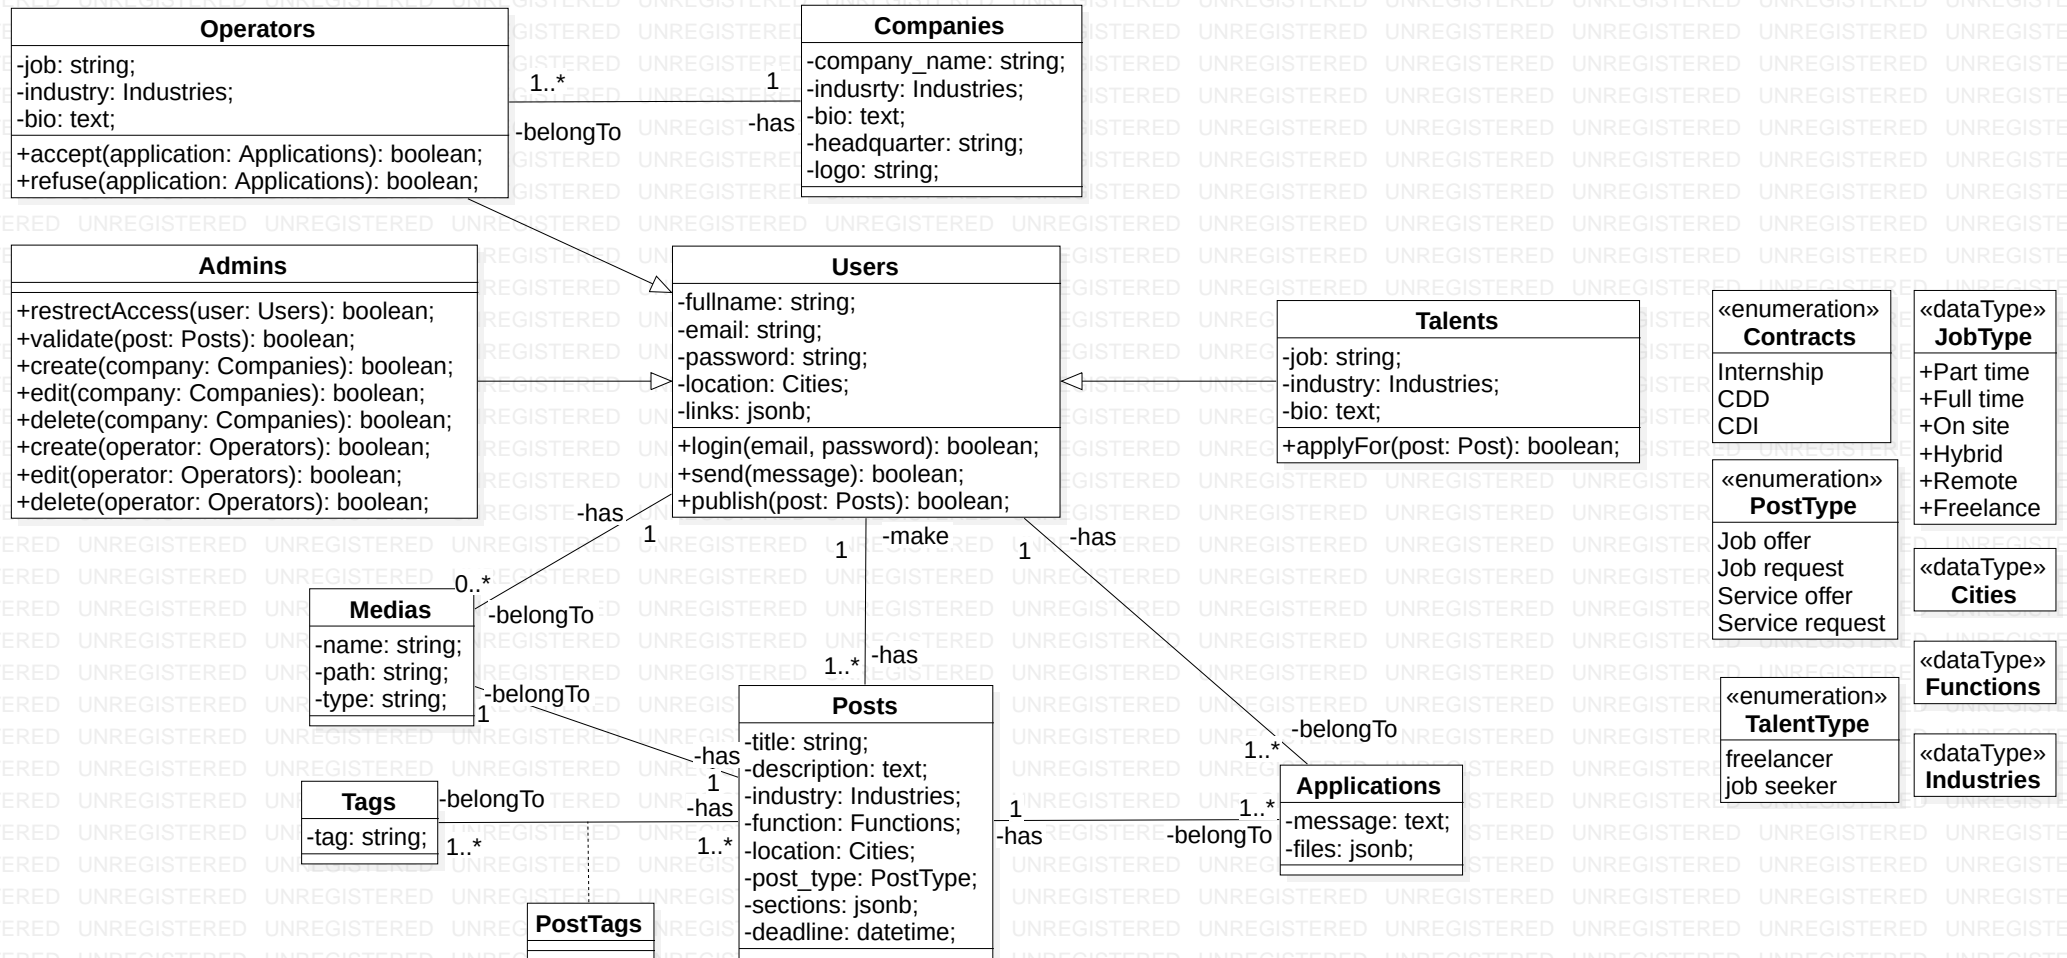 Operators
-job: string;
-industry: Industries;
-bio: text;
+accept(application: Applications): boolean;
+refuse(application: Applications): boolean;
1..*
1
-belongTo
-has
Companies
-company_name: string;
-indusrty: Industries;
-bio: text;
-headquarter: string;
-logo: string;
Admins
+restrectAccess(user: Users): boolean;
+validate(post: Posts): boolean;
+create(company: Companies): boolean;
+edit(company: Companies): boolean;
+delete(company: Companies): boolean;
+create(operator: Operators): boolean;
+edit(operator: Operators): boolean;
+delete(operator: Operators): boolean;
Users
-fullname: string;
-email: string;
-password: string;
-location: Cities;
-links: jsonb;
+login(email, password): boolean;
+send(message): boolean;
+publish(post: Posts): boolean;
Talents
-job: string;
-industry: Industries;
-bio: text;
+applyFor(post: Post): boolean;
«enumeration»
Contracts
Internship
CDD
CDI
«dataType»
JobType
+Part time
+Full time
+On site
+Hybrid
+Remote
+Freelance
«enumeration»
PostType
Job offer
Job request
Service offer
Service request
«dataType»
Cities
«dataType»
Functions
«enumeration»
TalentType
freelancer
job seeker
«dataType»
Industries
-has
1
0..*
-belongTo
-make
1
1..*
-has
1
-has
-belongTo
1..*
Medias
-name: string;
-path: string;
-type: string;
-belongTo
1
-has
1
Tags
-tag: string;
-belongTo
1..*
-has
1..*
PostTags
Posts
-title: string;
-description: text;
-industry: Industries;
-function: Functions;
-location: Cities;
-post_type: PostType;
-sections: jsonb;
-deadline: datetime;
1
-has
1..*
-belongTo
Applications
-message: text;
-files: jsonb;
UNREGISTERED